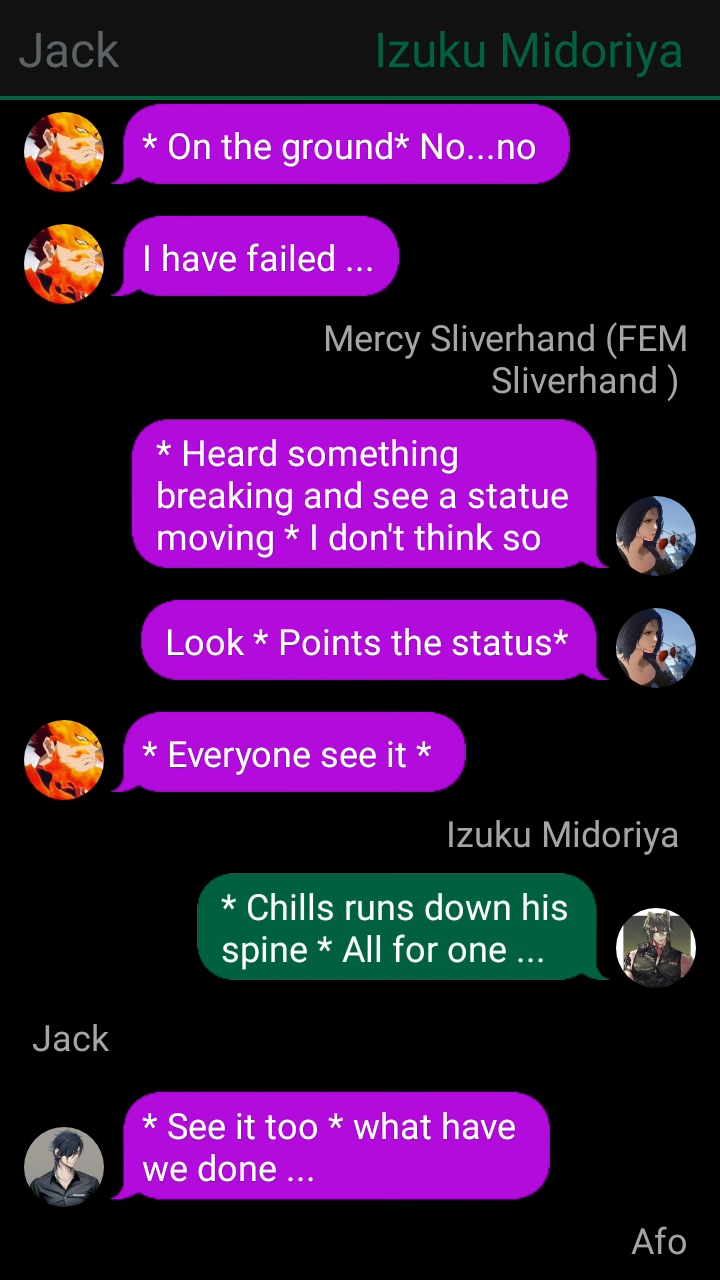 Jack
Izuku Midoriya
* On the ground* No...no
I have failed ...
Mercy Sliverhand (FEM
Sliverhand )
* Heard something
breaking and see a statue
moving * I don't think so
Look * Points the status*
* Everyone see it *
Izuku Midoriya
* Chills runs down his
spine * All for one ...
Jack
* See it too * what have
we done ...
Afo